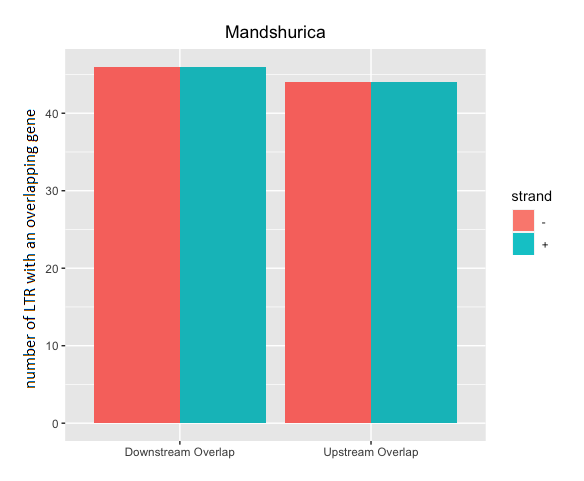 Mandshurica
number of LTR with an overlapping gene
40
30
20
10
0
Downstream Overlap
Upstream Overlap
strand
-
+